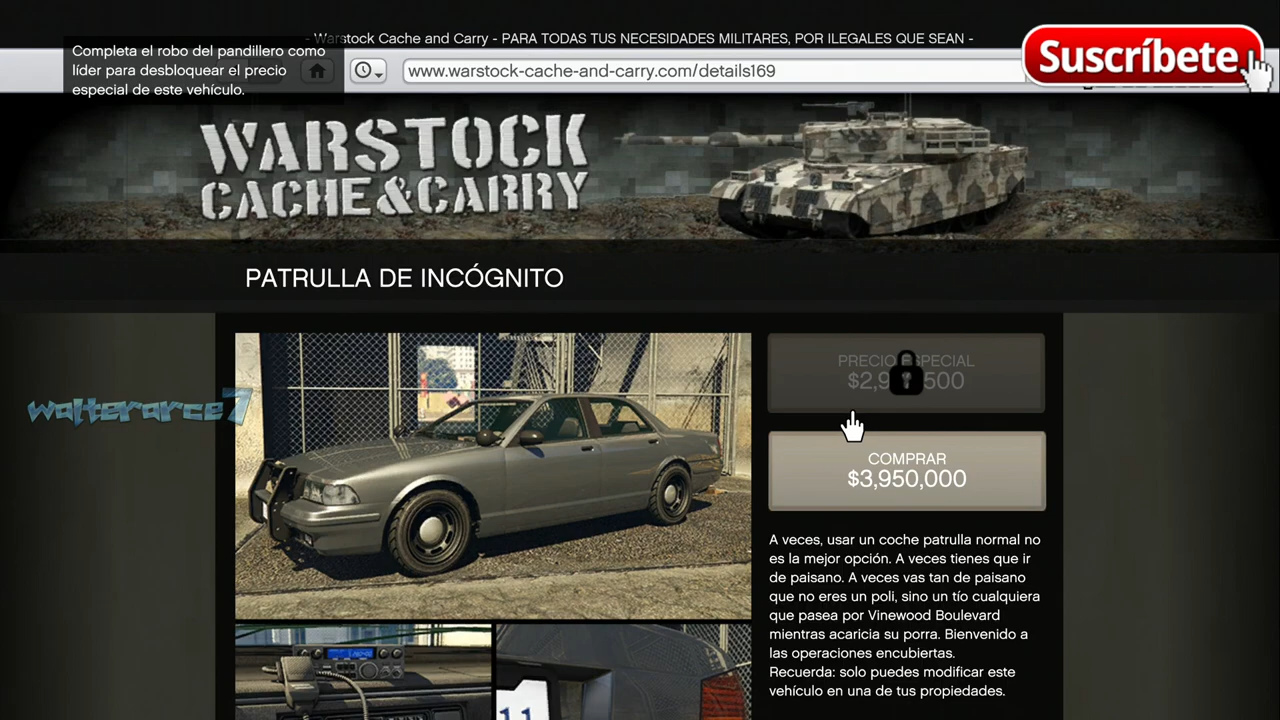 - Warstock Cache and Carry - PARA TODAS TUS NECESIDADES MILITARES, POR ILEGALES QUE SEAN -
Completa el robo del pandillero como
líder para desbloquear el precio
especial de este vehículo.
www.warstock-cache-and-carry.com/details169
Suscríbete
WARSTOCK
CACHE&CARRY
PATRULLA DE INCÓGNITO
PRECIO ESPECIAL
walterarce7
COMPRAR
$3,950,000
A veces, usar un coche patrulla normal no
es la mejor opción. A veces tienes que ir
de paisano. A veces vas tan de paisano
que no eres un poli, sino un tío cualquiera
que pasea por Vinewood Boulevard
mientras acaricia su porra. Bienvenido a
las operaciones encubiertas.
Recuerda: solo puedes modificar este
vehículo en una de tus propiedades.